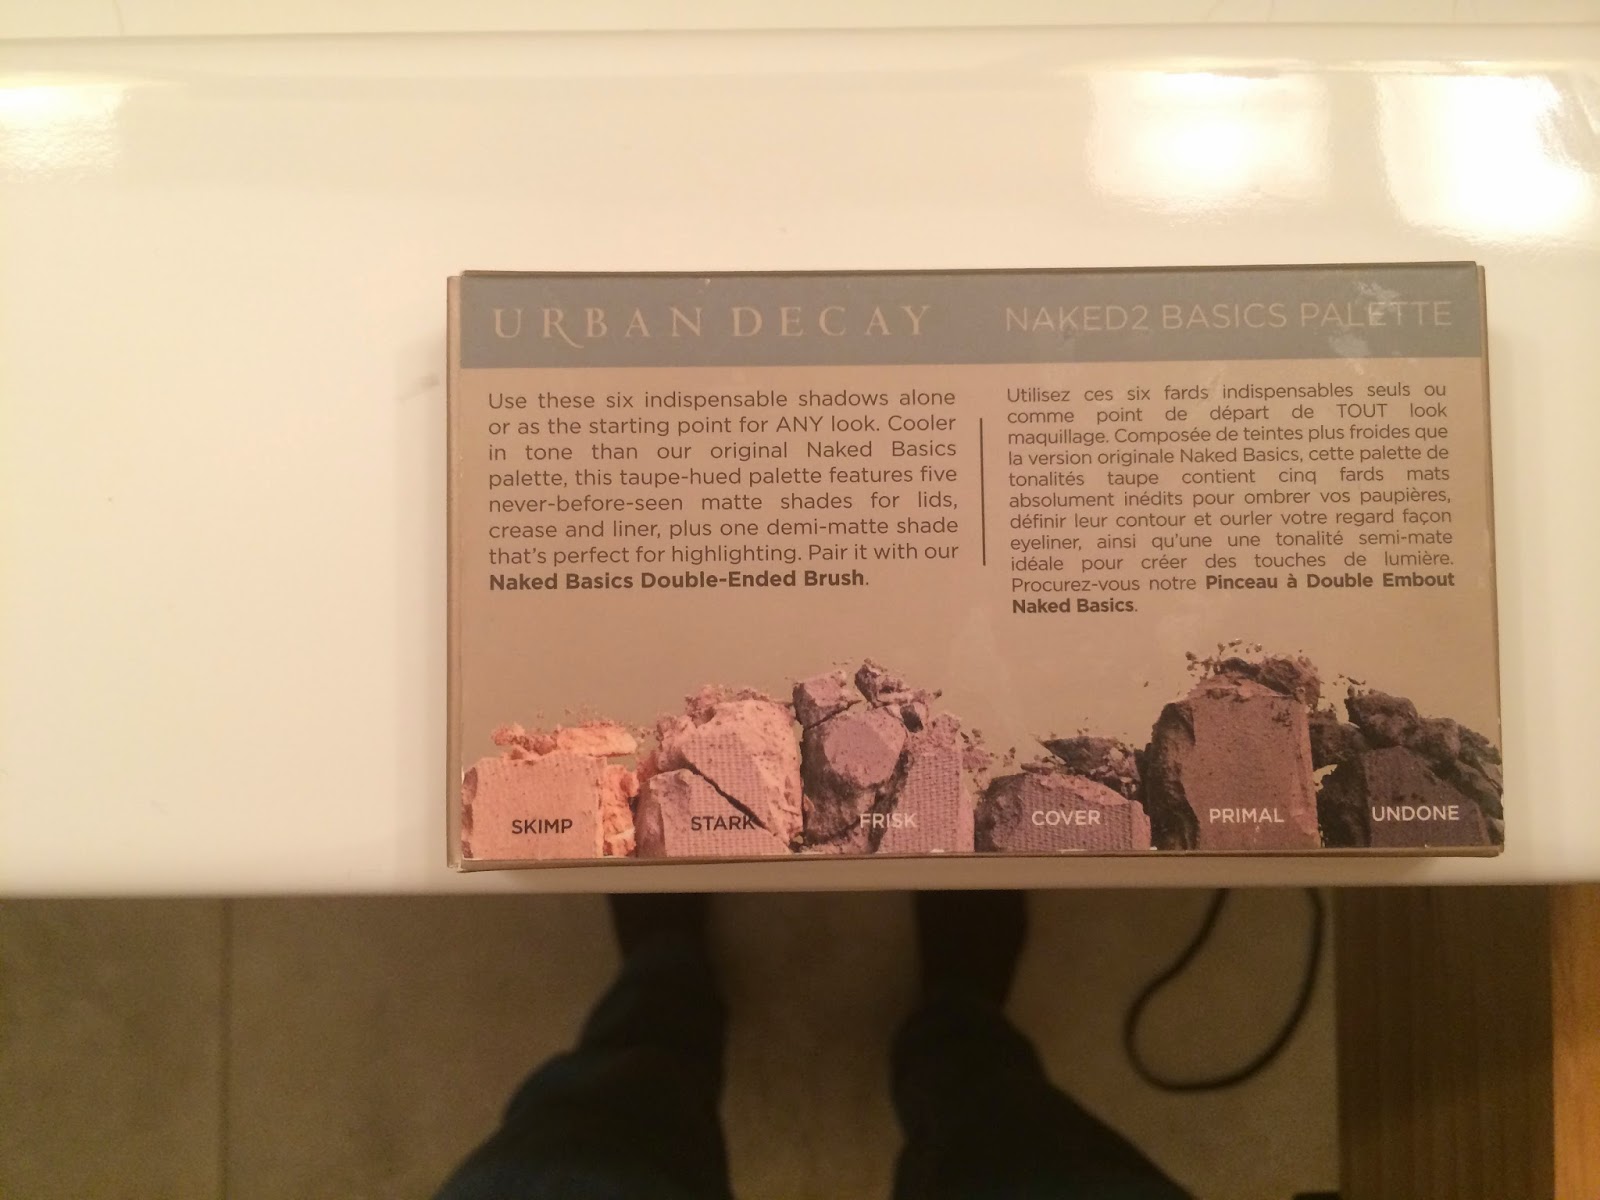 URBAN DECAY
NAKED2 BASICS PALETTE
Use these six indispensable shadows alone
or as the starting point for ANY look. Cooler
in tone than our original Naked Basics
palette, this taupe-hued palette features five
never-before-seen matte shades for lids,
crease and liner, plus one demi-matte shade
that's perfect for highlighting. Pair it with our
Naked Basics Double-Ended Brush.
Utilisez ces six fards indispensables seuls ou
comme point de départ de TOUT look
maquillage. Composée de teintes plus froides que
la version originale Naked Basics, cette palette de
tonalités taupe contient cinq fards mats
absolument inédits pour ombrer vos paupières,
définir leur contour et ourler votre regard façon
eyeliner, ainsi qu'une une tonalité semi-mate
idéale pour créer des touches de lumière.
Procurez-vous notre Pinceau à Double Embout
Naked Basics.
SKIMP
STARK
FRISK
COVER
PRIMAL
UNDONE